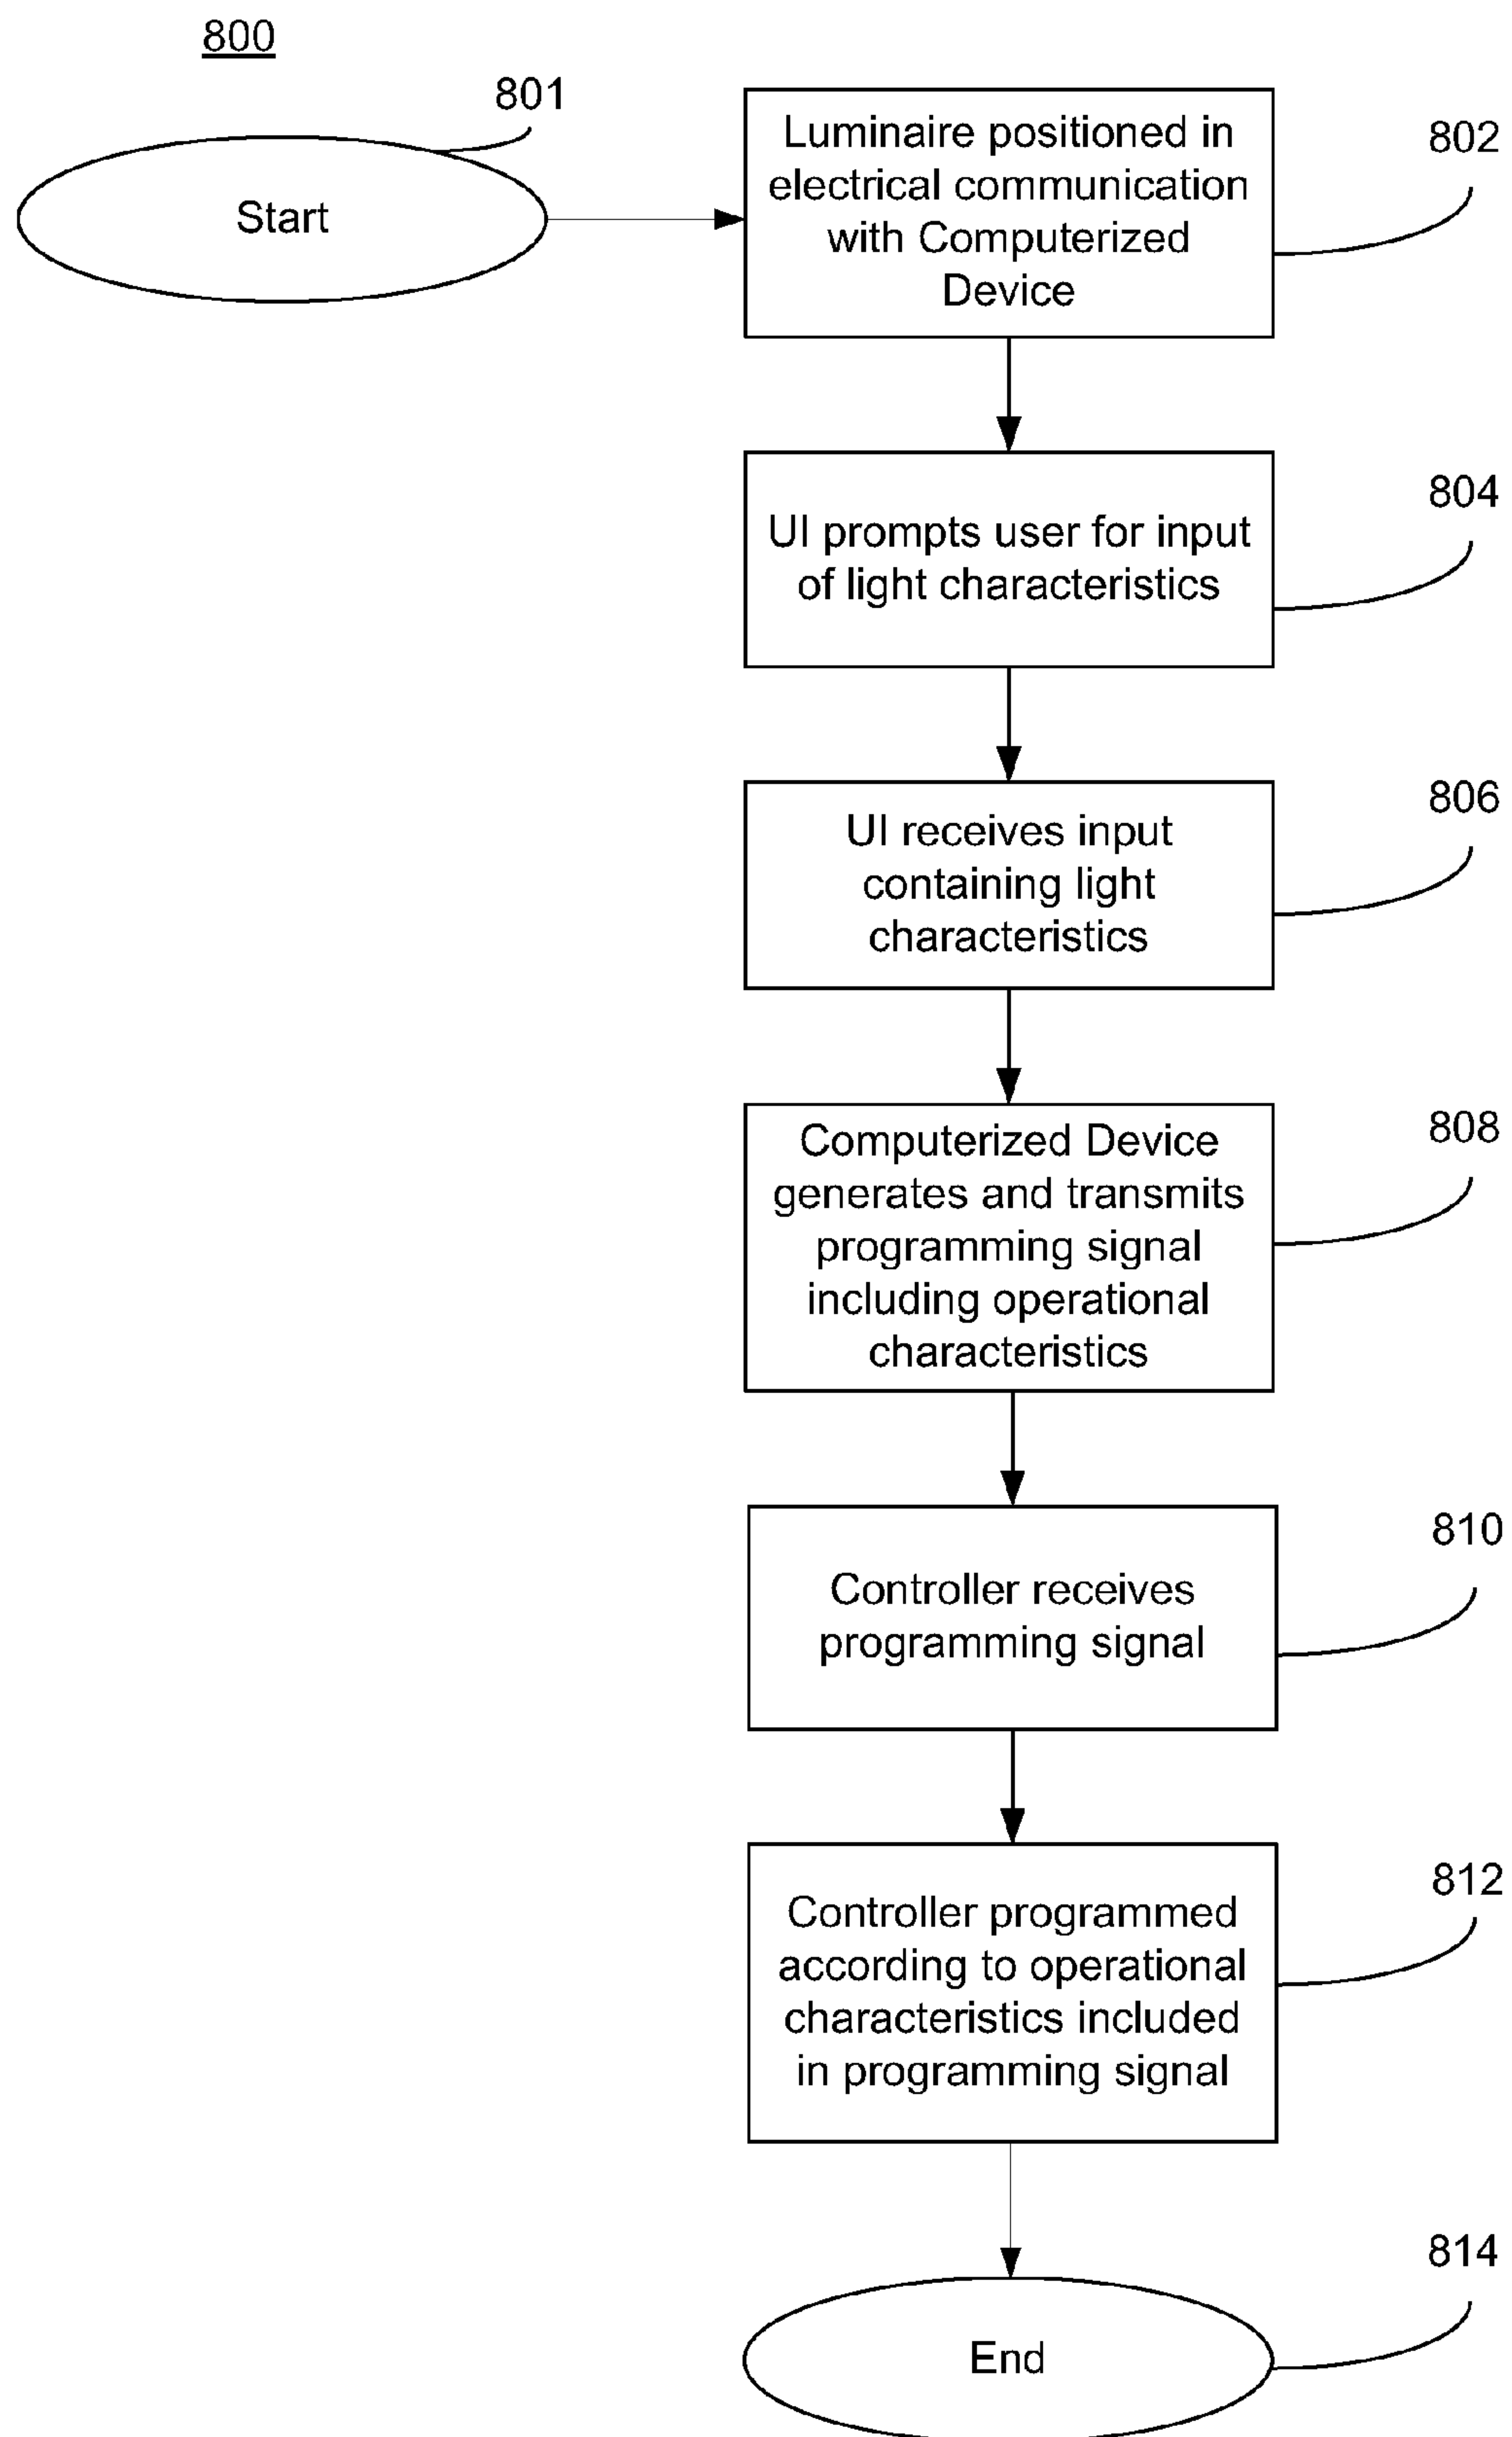 800
801
Start
Luminaire positioned in
electrical communication
with Computerized
Device
802
UI prompts user for input
of light characteristics
804
UI receives input
containing light
characteristics
806
Computerized Device
generates and transmits
programming signal
including operational
characteristics
808
Controller receives
programming signal
810
Controller programmed
according to operational
characteristics included
in programming signal
812
End
814